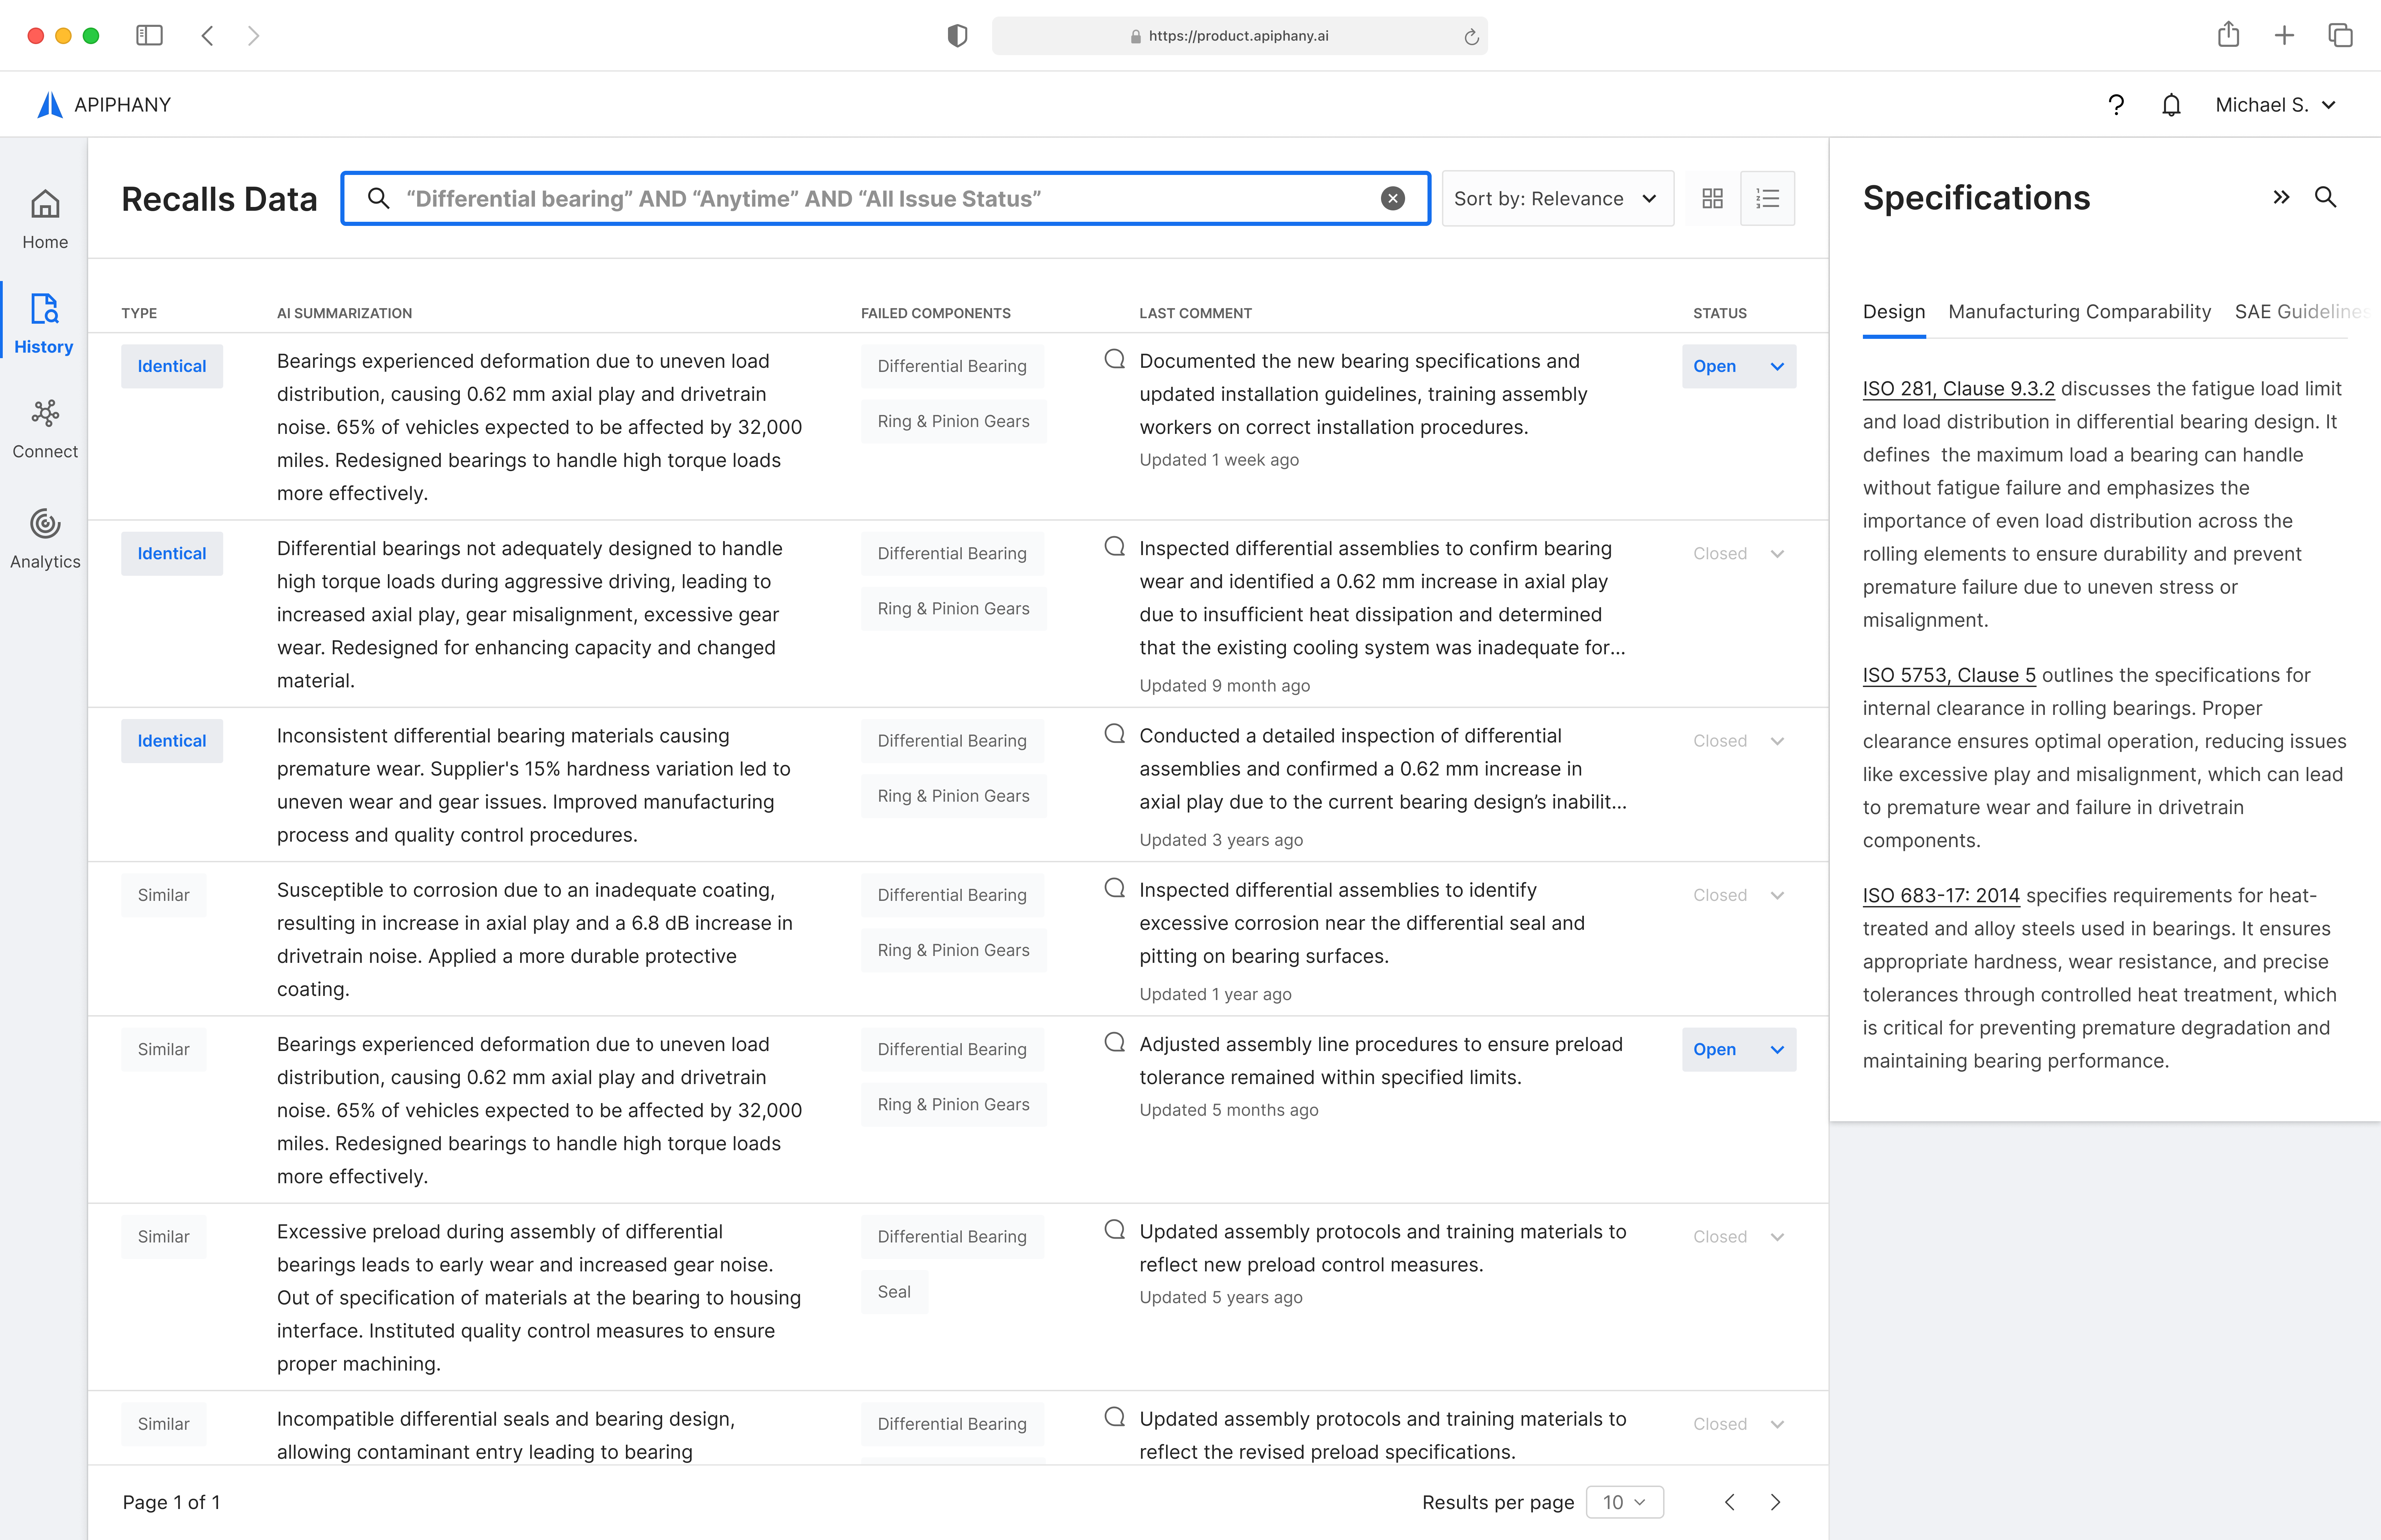 https://product.apiphany.ai
APIPHANY
Michael S.
Home
History
Connect
Analytics
Recalls Data
“Differential bearing” AND “Anytime” AND “All Issue Status”
Sort by: Relevance
TYPE
AI SUMMARIZATION
FAILED COMPONENTS
LAST COMMENT
STATUS
Identical
Bearings experienced deformation due to uneven load
distribution, causing 0.62 mm axial play and drivetrain
noise. 65% of vehicles expected to be affected by 32,000
miles. Redesigned bearings to handle high torque loads
more effectively.
Differential Bearing
Ring & Pinion Gears
Documented the new bearing specifications and
updated installation guidelines, training assembly
workers on correct installation procedures.
Updated 1 week ago
Open
Identical
Differential bearings not adequately designed to handle
high torque loads during aggressive driving, leading to
increased axial play, gear misalignment, excessive gear
wear. Redesigned for enhancing capacity and changed
material.
Differential Bearing
Ring & Pinion Gears
Inspected differential assemblies to confirm bearing
wear and identified a 0.62 mm increase in axial play
due to insufficient heat dissipation and determined
that the existing cooling system was inadequate for...
Updated 9 month ago
Closed
Identical
Inconsistent differential bearing materials causing
premature wear. Supplier's 15% hardness variation led to
uneven wear and gear issues. Improved manufacturing
process and quality control procedures.
Differential Bearing
Ring & Pinion Gears
Conducted a detailed inspection of differential
assemblies and confirmed a 0.62 mm increase in
axial play due to the current bearing design’s inabilit...
Updated 3 years ago
Closed
Similar
Susceptible to corrosion due to an inadequate coating,
resulting in increase in axial play and a 6.8 dB increase in
drivetrain noise. Applied a more durable protective
coating.
Differential Bearing
Ring & Pinion Gears
Inspected differential assemblies to identify
excessive corrosion near the differential seal and
pitting on bearing surfaces.
Updated 1 year ago
Closed
Similar
Bearings experienced deformation due to uneven load
distribution, causing 0.62 mm axial play and drivetrain
noise. 65% of vehicles expected to be affected by 32,000
miles. Redesigned bearings to handle high torque loads
more effectively.
Differential Bearing
Ring & Pinion Gears
Adjusted assembly line procedures to ensure preload
tolerance remained within specified limits.
Updated 5 months ago
Open
Similar
Excessive preload during assembly of differential
bearings leads to early wear and increased gear noise.
Out of specification of materials at the bearing to housing
interface. Instituted quality control measures to ensure
proper machining.
Differential Bearing
Seal
Updated assembly protocols and training materials to
reflect new preload control measures.
Updated 5 years ago
Closed
Similar
Incompatible differential seals and bearing design,
allowing contaminant entry leading to bearing
Differential Bearing
Updated assembly protocols and training materials to
reflect the revised preload specifications.
Closed
Page 1 of 1
Results per page
10
Specifications
Design
Manufacturing Comparability
SAE Guidelines
ISO 281, Clause 9.3.2 discusses the fatigue load limit
and load distribution in differential bearing design. It
defines the maximum load a bearing can handle
without fatigue failure and emphasizes the
importance of even load distribution across the
rolling elements to ensure durability and prevent
premature failure due to uneven stress or
misalignment.
ISO 5753, Clause 5 outlines the specifications for
internal clearance in rolling bearings. Proper
clearance ensures optimal operation, reducing issues
like excessive play and misalignment, which can lead
to premature wear and failure in drivetrain
components.
ISO 683-17: 2014 specifies requirements for heat-
treated and alloy steels used in bearings. It ensures
appropriate hardness, wear resistance, and precise
tolerances through controlled heat treatment, which
is critical for preventing premature degradation and
maintaining bearing performance.